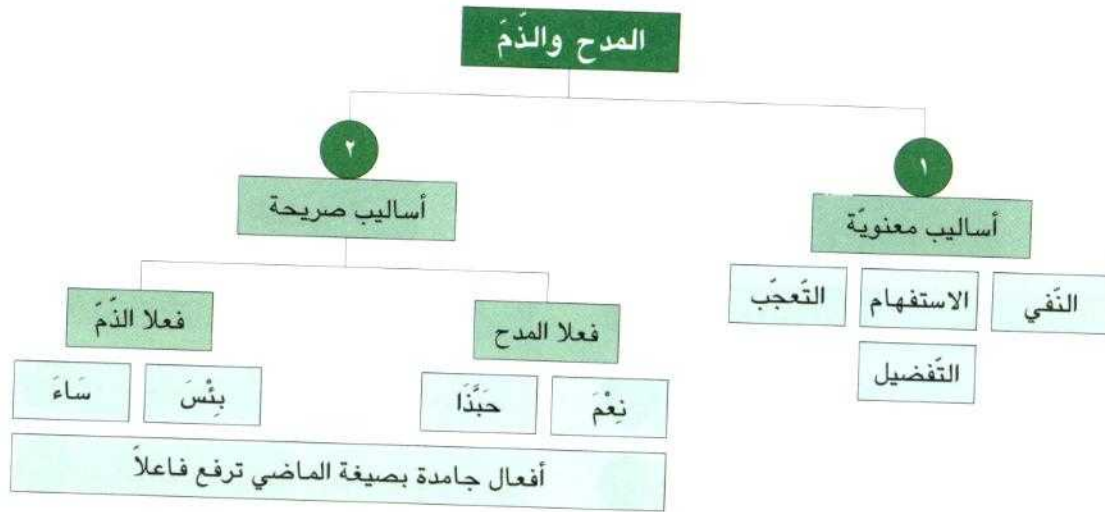 المدح والذّمّ
١
أساليب معنويّة
النّفي
الاستفهام
التّعجّب
التّفضيل
٢
أساليب صريحة
فعلا المدح
نِعْمَ
حَبَّذَا
فعلا الذّمّ
بِئْسَ
سَاءَ
أفعال جامدة بصيغة الماضي ترفع فاعلاً